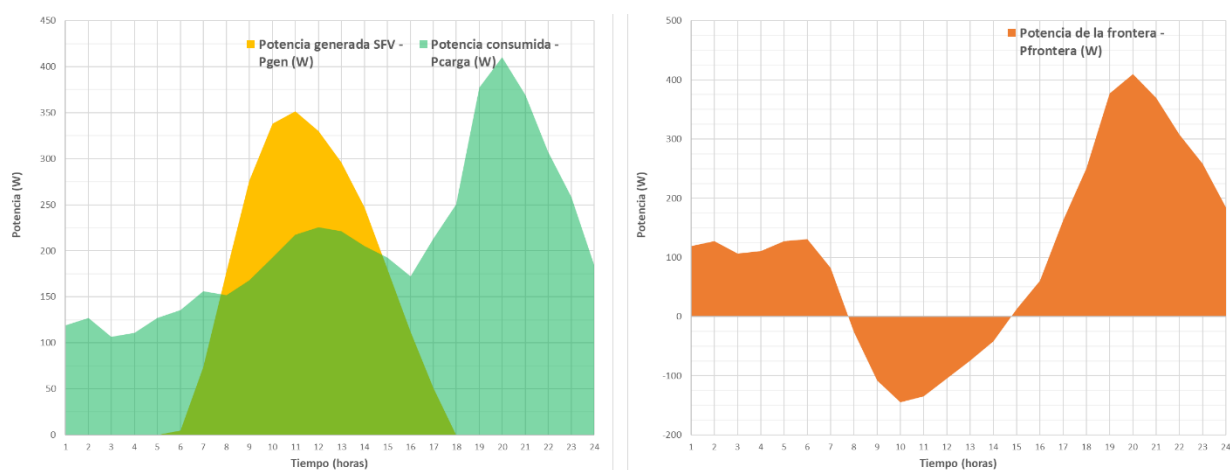 450
400
350
300
250
200
150
100
50
0
Potencia (W)
Potencia generada SFV -
Pgen (W)
Potencia consumida -
Pcarga (W)
1 2 3 4 5 6 7 8 9 10 11 12 13 14 15 16 17 18 19 20 21 22 23 24
Tiempo (horas)
500
400
300
200
100
0
-100
-200
Potencia (W)
Potencia de la frontera -
Pfrontera (W)
1 2 3 4 5 6 7 8 9 10 11 12 13 14 15 16 17 18 19 20 21 22 23 24
Tiempo (horas)